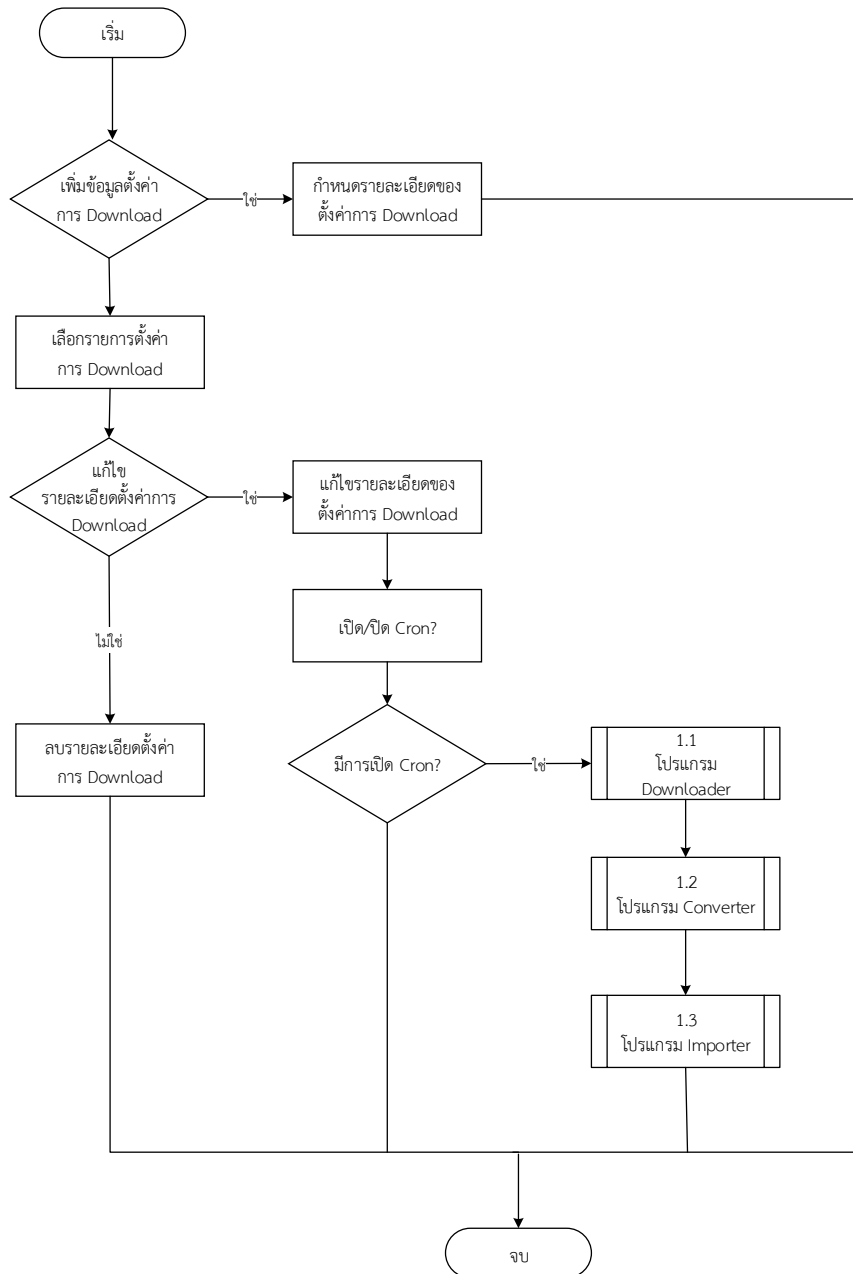 เริ่ม
เพิ่มข้อมูลตั้งค่า
การ Download
ใช่
กำหนดรายละเอียดของ
ตั้งค่าการ Download
เลือกรายการตั้งค่า
การ Download
แก้ไข
รายละเอียดตั้งค่าการ
Download
ใช่
แก้ไขรายละเอียดของ
ตั้งค่าการ Download
เปิด/ปิด Cron?
ไม่ใช่
ลบรายละเอียดตั้งค่า
การ Download
มีการเปิด Cron?
ใช่
1.1
โปรแกรม
Downloader
1.2
โปรแกรม Converter
1.3
โปรแกรม Importer
จบ